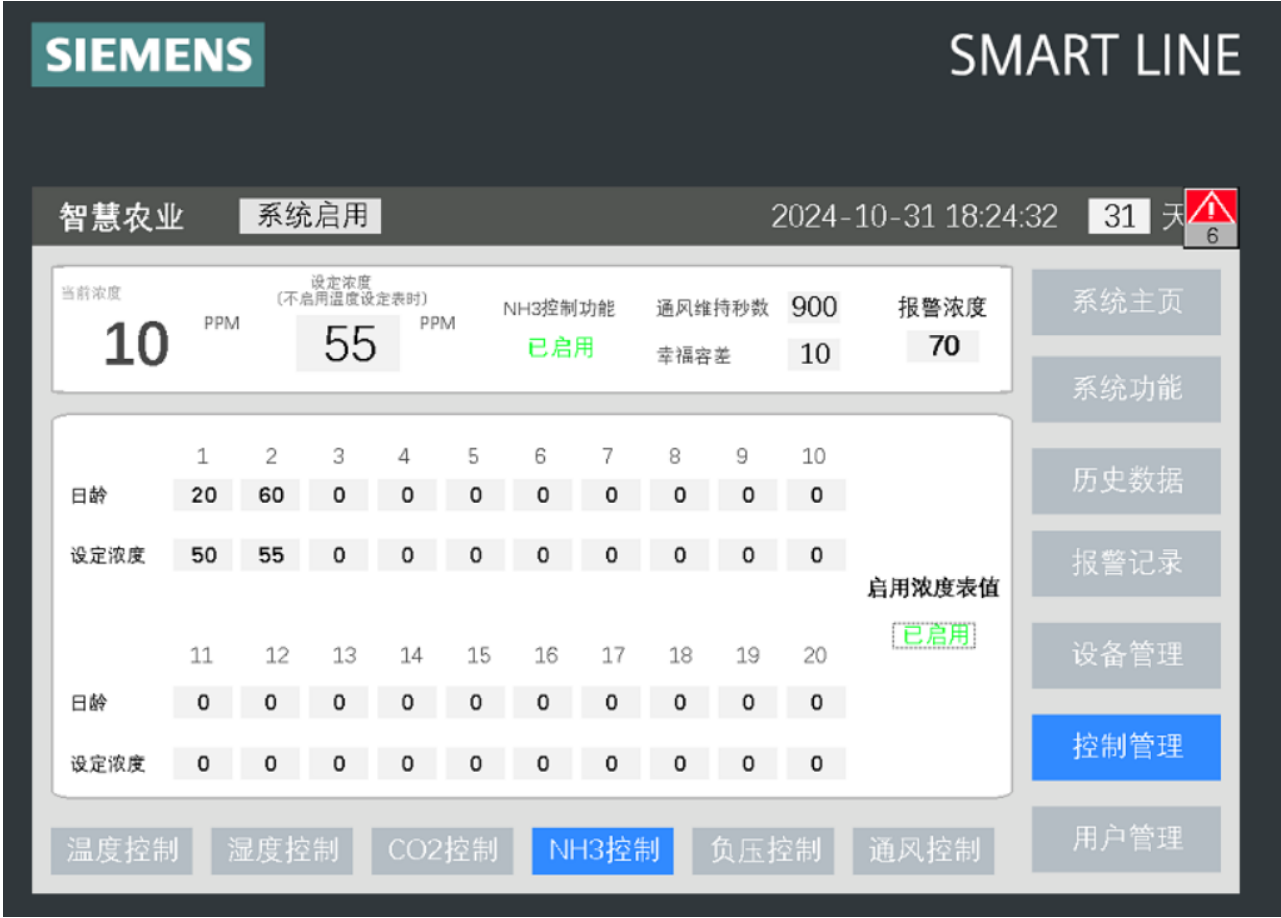 SIEMENS SMART LINE
智慧农业 系统启用 2024-10-31 18:24:32 31 天 6
当前浓度 设定浓度
(不启用温度设定表时)
10 PPM 55 PPM
NH3控制功能 通风维持秒数 900 报警浓度
已启用 幸福容差 10 70
系统主页
系统功能
1 2 3 4 5 6 7 8 9 10
日龄 20 60 0 0 0 0 0 0 0 0
设定浓度 50 55 0 0 0 0 0 0 0 0
启用浓度表值
已启用
11 12 13 14 15 16 17 18 19 20
日龄 0 0 0 0 0 0 0 0 0 0
设定浓度 0 0 0 0 0 0 0 0 0 0
历史数据
报警记录
设备管理
控制管理
用户管理
温度控制 湿度控制 CO2控制 NH3控制 负压控制 通风控制